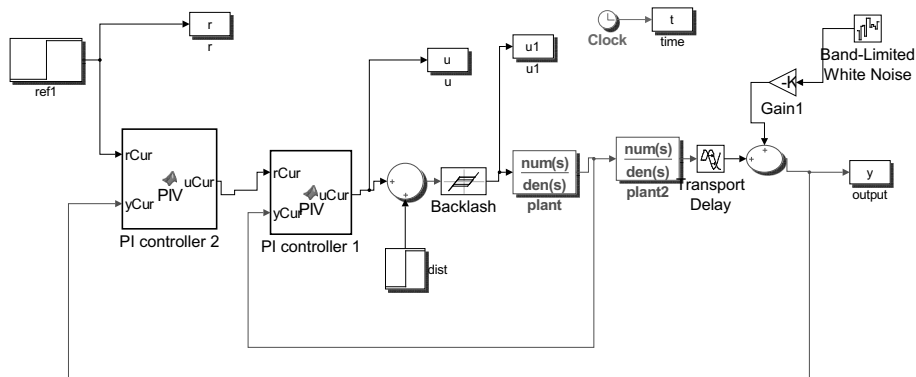 r
r
ref1
t
Clock
time
u
u
u1
u1
Band-Limited
White Noise
-K-
Gain1
rCur
uCur
PIV
yCur
PI controller 2
rCur
uCur
PIV
yCur
PI controller 1
+
+
Backlash
dist
num(s)
den(s)
plant
num(s)
den(s)
plant2
Transport
Delay
+
+
y
output